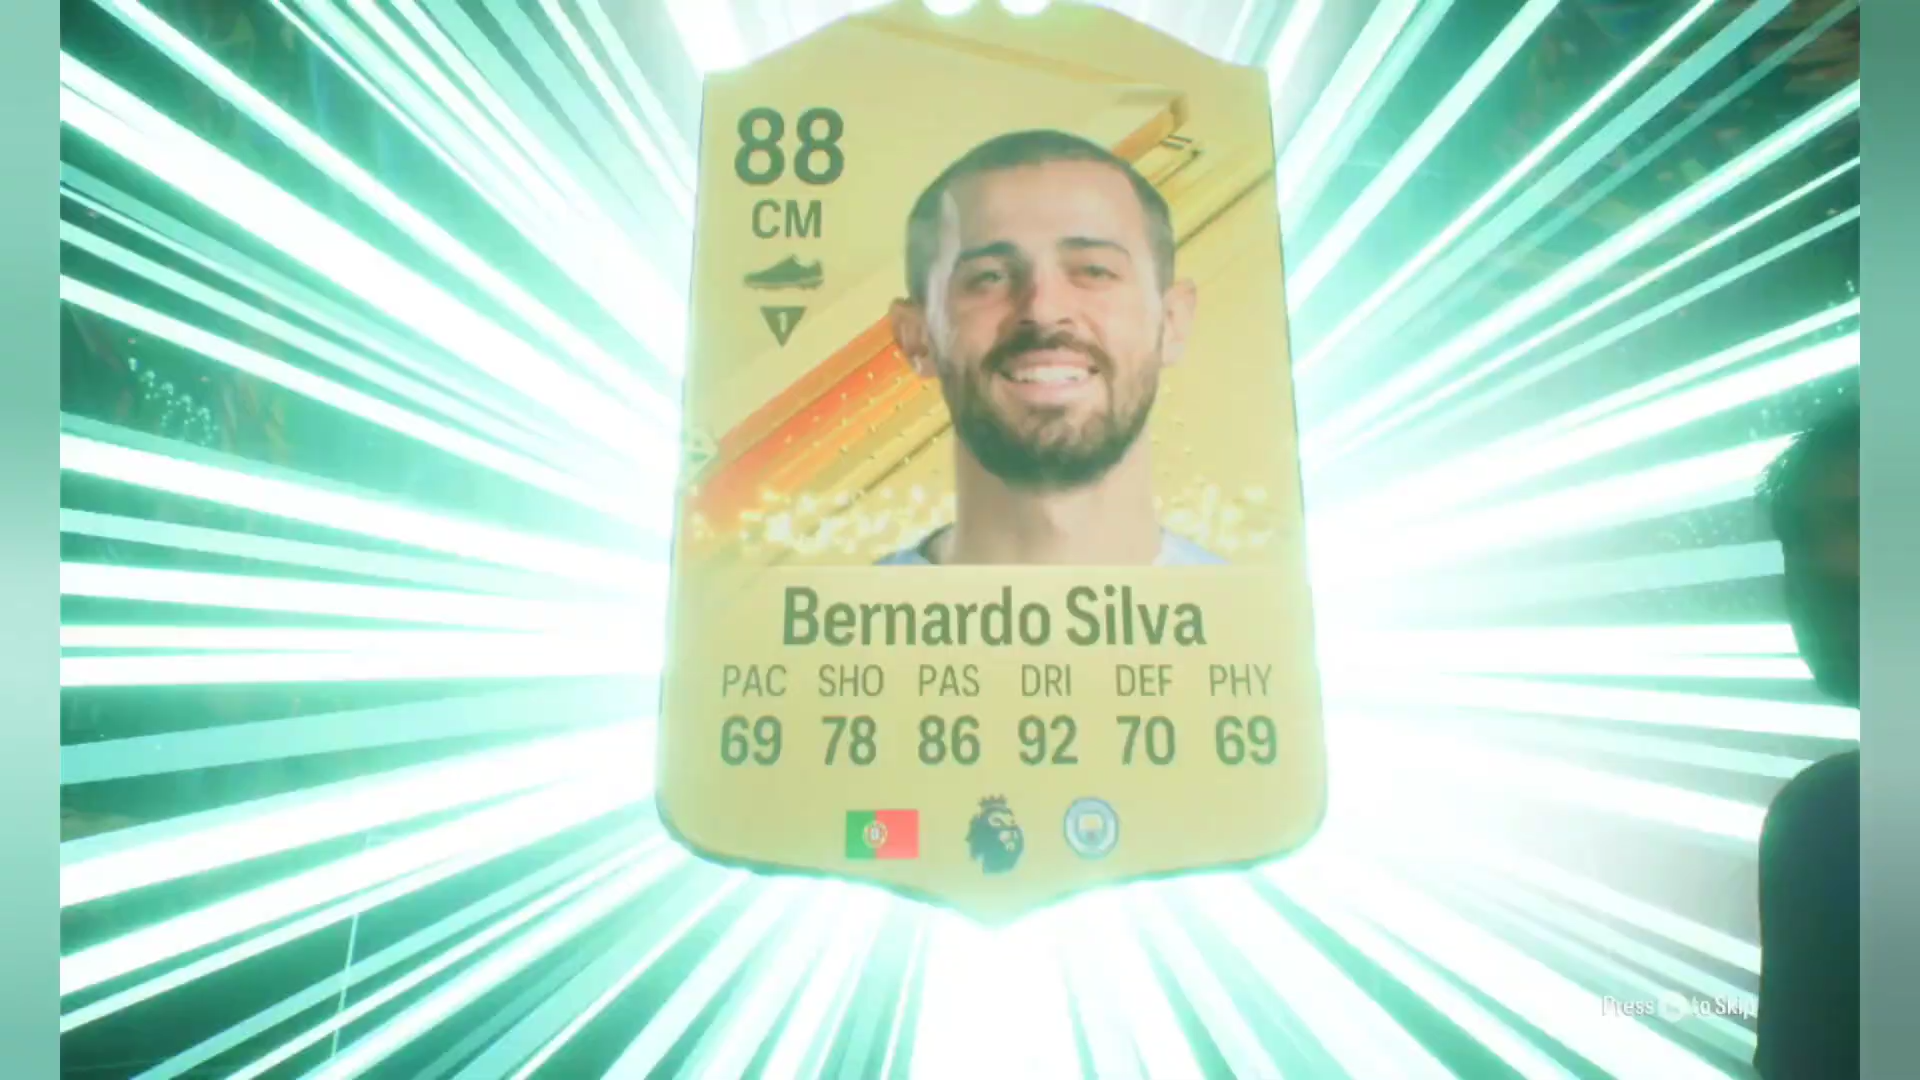 88
CM
1
Bernardo Silva
PAC SHO PAS DRI DEF PHY
69 78 86 92 70 69
Press to Skip